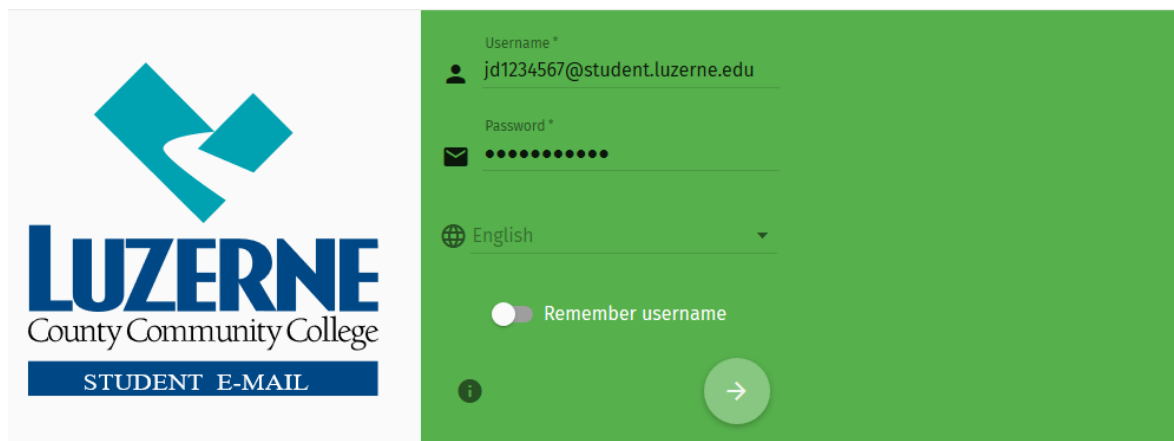 LUZERNE
County Community College
STUDENT E-MAIL
Username *
jd1234567@student.luzerne.edu
Password *
•••••••••••
English
Remember username